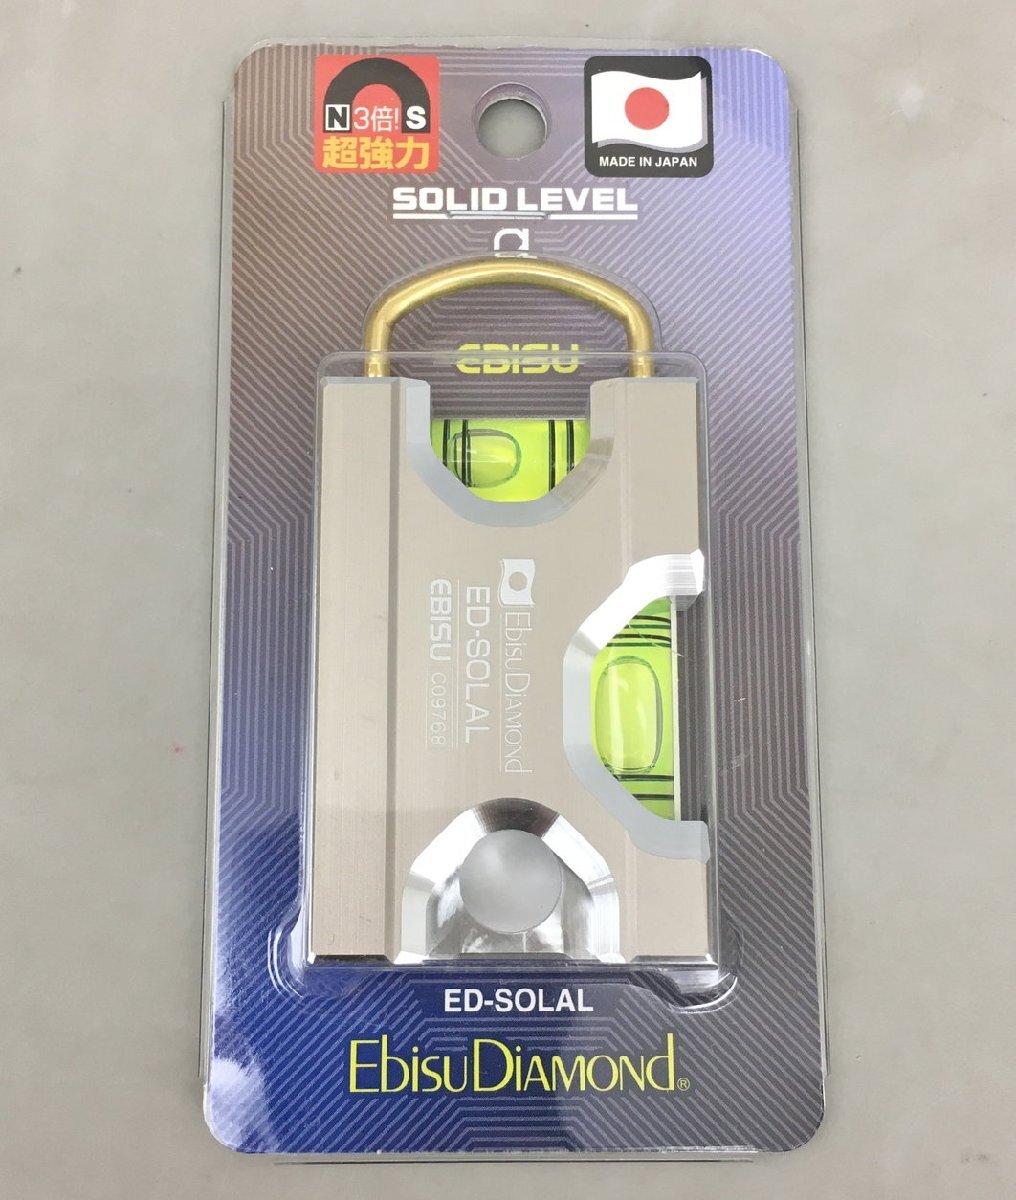 N 3倍! S
超強力
MADE IN JAPAN
SOLID LEVEL
α
EBISU
EbisuDIAMOND
ED-SOLAL
EBISU C09768
ED-SOLAL
EbisuDIAMOND®